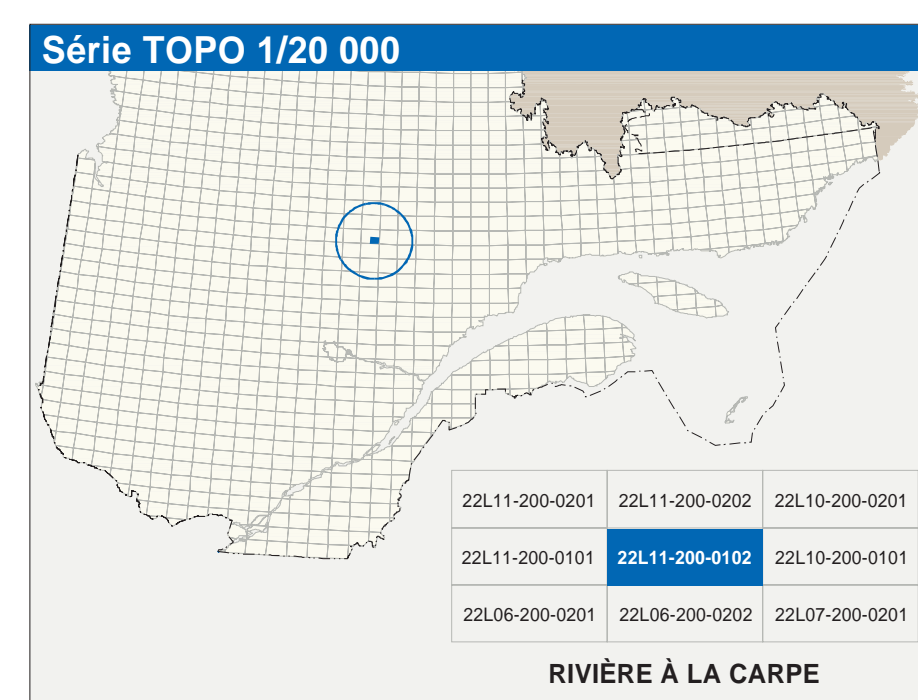 Série TOPO 1/20 000
22L11-200-0201 22L11-200-0202 22L10-200-0201
22L11-200-0101 22L11-200-0102 22L10-200-0101
22L06-200-0201 22L06-200-0202 22L07-200-0201
RIVIÈRE À LA CARPE